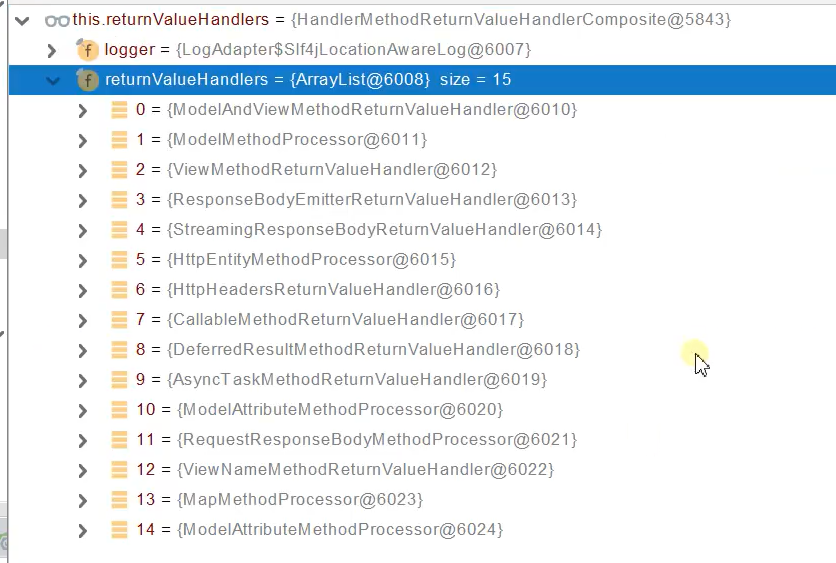 this.returnValueHandlers = {HandlerMethodReturnValueHandlerComposite@5843}
f logger = {LogAdapter$Slf4jLocationAwareLog@6007}
f returnValueHandlers = {ArrayList@6008} size = 15
0 = {ModelAndViewMethodReturnValueHandler@6010}
1 = {ModelMethodProcessor@6011}
2 = {ViewMethodReturnValueHandler@6012}
3 = {ResponseBodyEmitterReturnValueHandler@6013}
4 = {StreamingResponseBodyReturnValueHandler@6014}
5 = {HttpEntityMethodProcessor@6015}
6 = {HttpHeadersReturnValueHandler@6016}
7 = {CallableMethodReturnValueHandler@6017}
8 = {DeferredResultMethodReturnValueHandler@6018}
9 = {AsyncTaskMethodReturnValueHandler@6019}
10 = {ModelAttributeMethodProcessor@6020}
11 = {RequestResponseBodyMethodProcessor@6021}
12 = {ViewNameMethodReturnValueHandler@6022}
13 = {MapMethodProcessor@6023}
14 = {ModelAttributeMethodProcessor@6024}